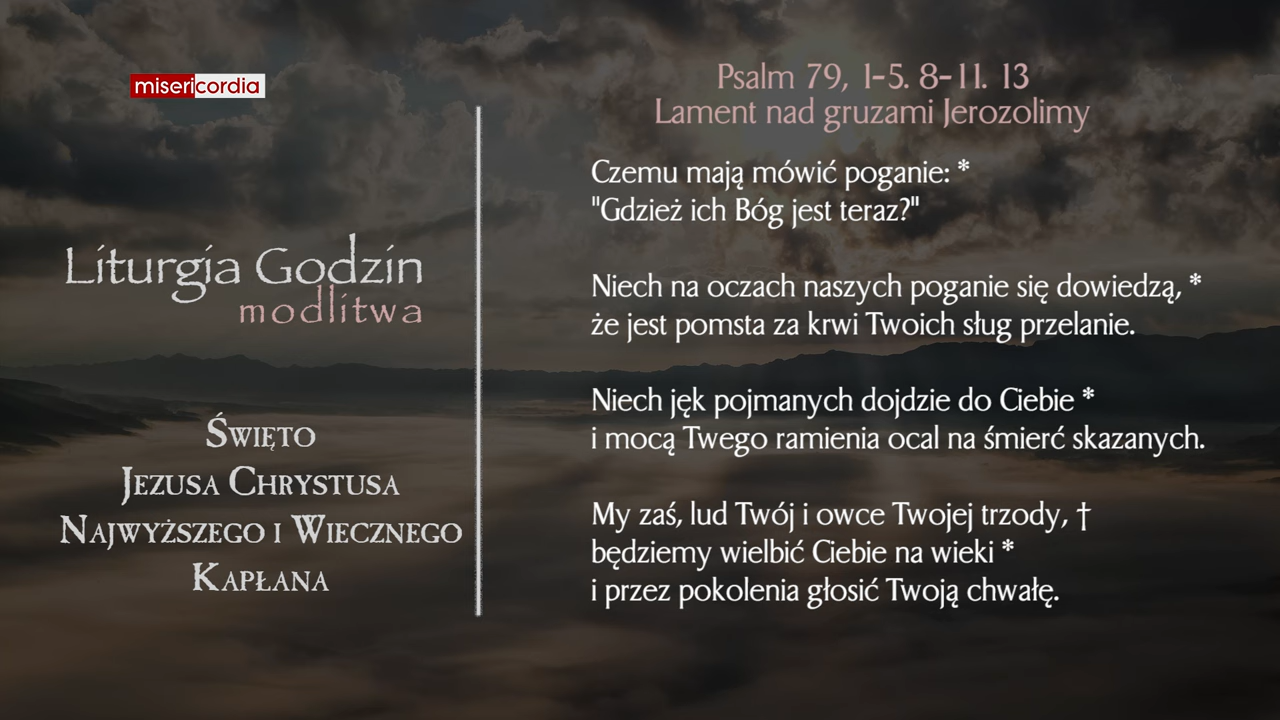 misericordia
Liturgia Godzin
modlitwa
Święto
Jezusa Chrystusa
Najwyższego i Wiecznego
Kapłana
Psalm 79, 1-5. 8-11. 13
Lament nad gruzami Jerozolimy
Czemu mają mówić poganie: *
"Gdzież ich Bóg jest teraz?"
Niech na oczach naszych poganie się dowiedzą, *
że jest pomsta za krwi Twoich sług przelanie.
Niech jęk pojmanych dojdzie do Ciebie *
i mocą Twego ramienia ocal na śmierć skazanych.
My zaś, lud Twój i owce Twojej trzody, †
będziemy wielbić Ciebie na wieki *
i przez pokolenia głosić Twoją chwałę.